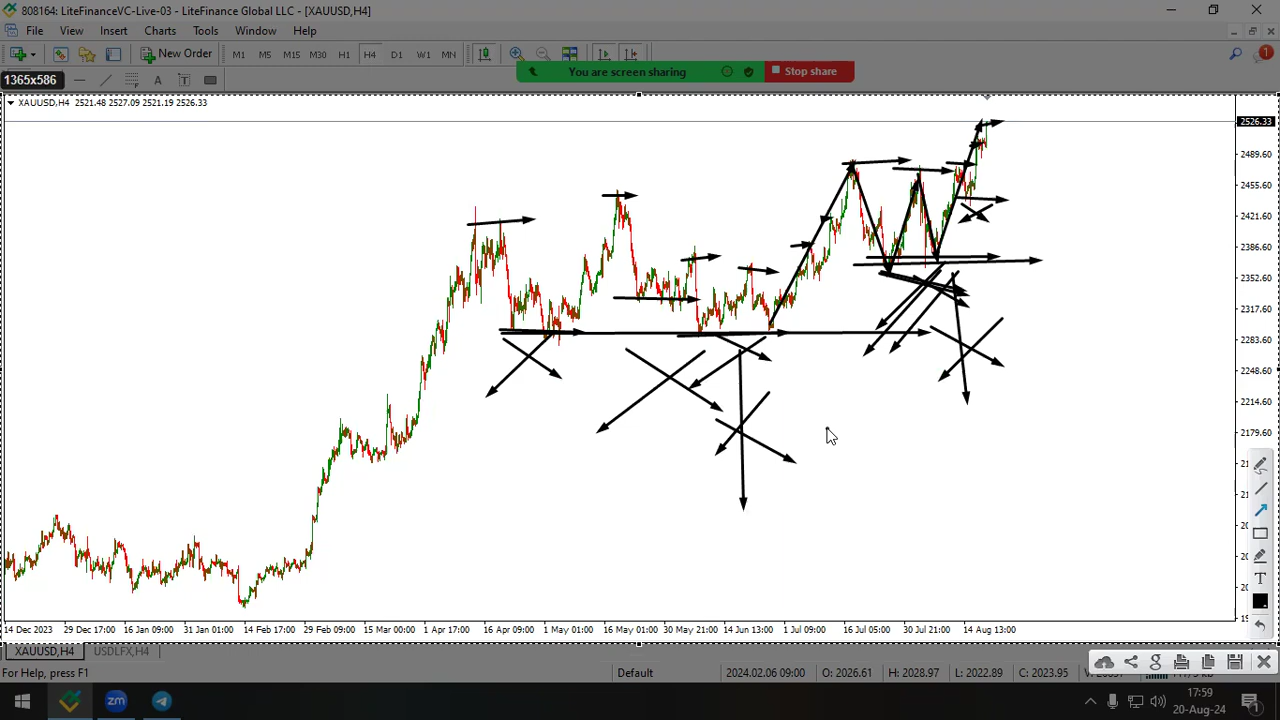 808164: LiteFinanceVC-Live-03 - LiteFinance Global LLC - [XAUUSD,H4]
File View Insert Charts Tools Window Help
New Order M1 M5 M15 M30 H1 H4 D1 W1 MN
1
1365x586 A T You are screen sharing Stop share
XAUUSD,H4 2521.48 2527.09 2521.19 2526.33
2526.33
2489.60
2455.60
2421.60
2386.60
2352.60
2317.60
2283.60
2248.60
2214.60
2179.60
T
14 Dec 2023 29 Dec 17:00 16 Jan 09:00 31 Jan 01:00 14 Feb 17:00 29 Feb 09:00 15 Mar 00:00 1 Apr 17:00 16 Apr 09:00 1 May 01:00 16 May 01:00 30 May 21:00 14 Jun 13:00 1 Jul 09:00 16 Jul 05:00 30 Jul 21:00 14 Aug 13:00
XAUUSD,H4 USDLFX,H4
For Help, press F1 Default 2024.02.06 09:00 O: 2026.61 H: 2028.97 L: 2022.89 C: 2023.95
zm 17:59
20-Aug-24